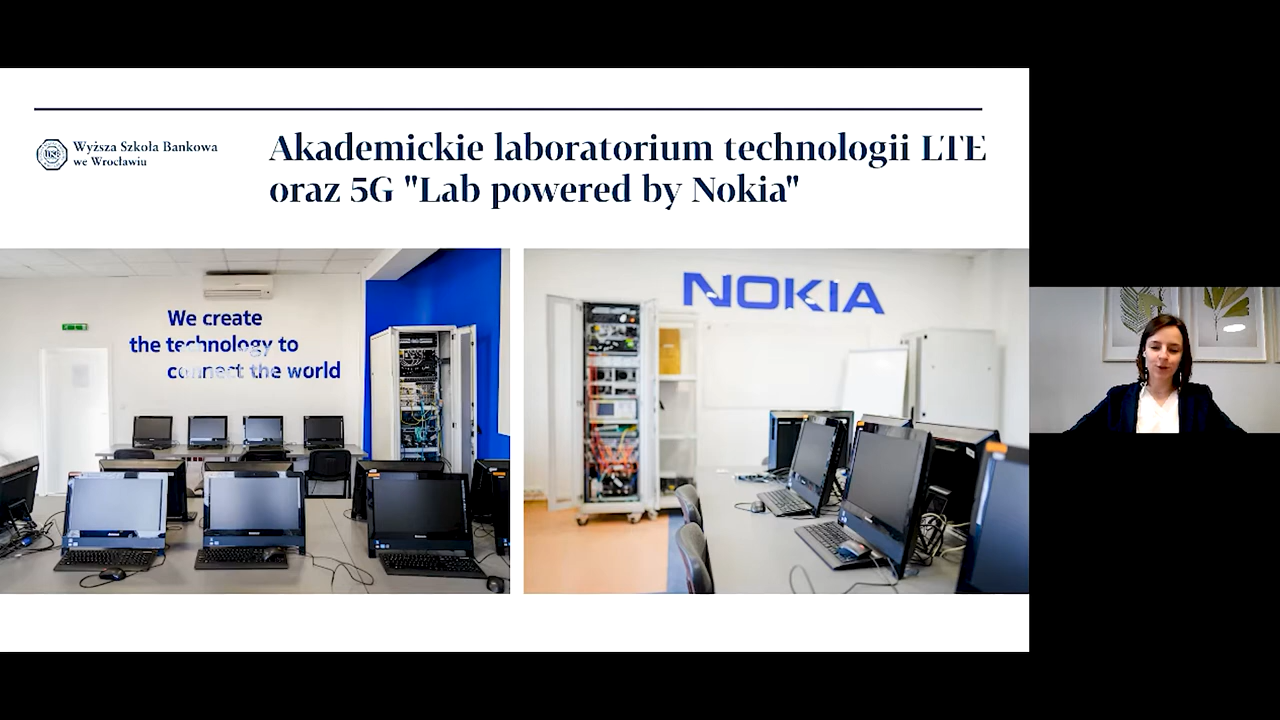 Wyższa Szkoła Bankowa
we Wrocławiu
Akademickie laboratorium technologii LTE
oraz 5G "Lab powered by Nokia"
We create
the technology to
connect the world
NOKIA